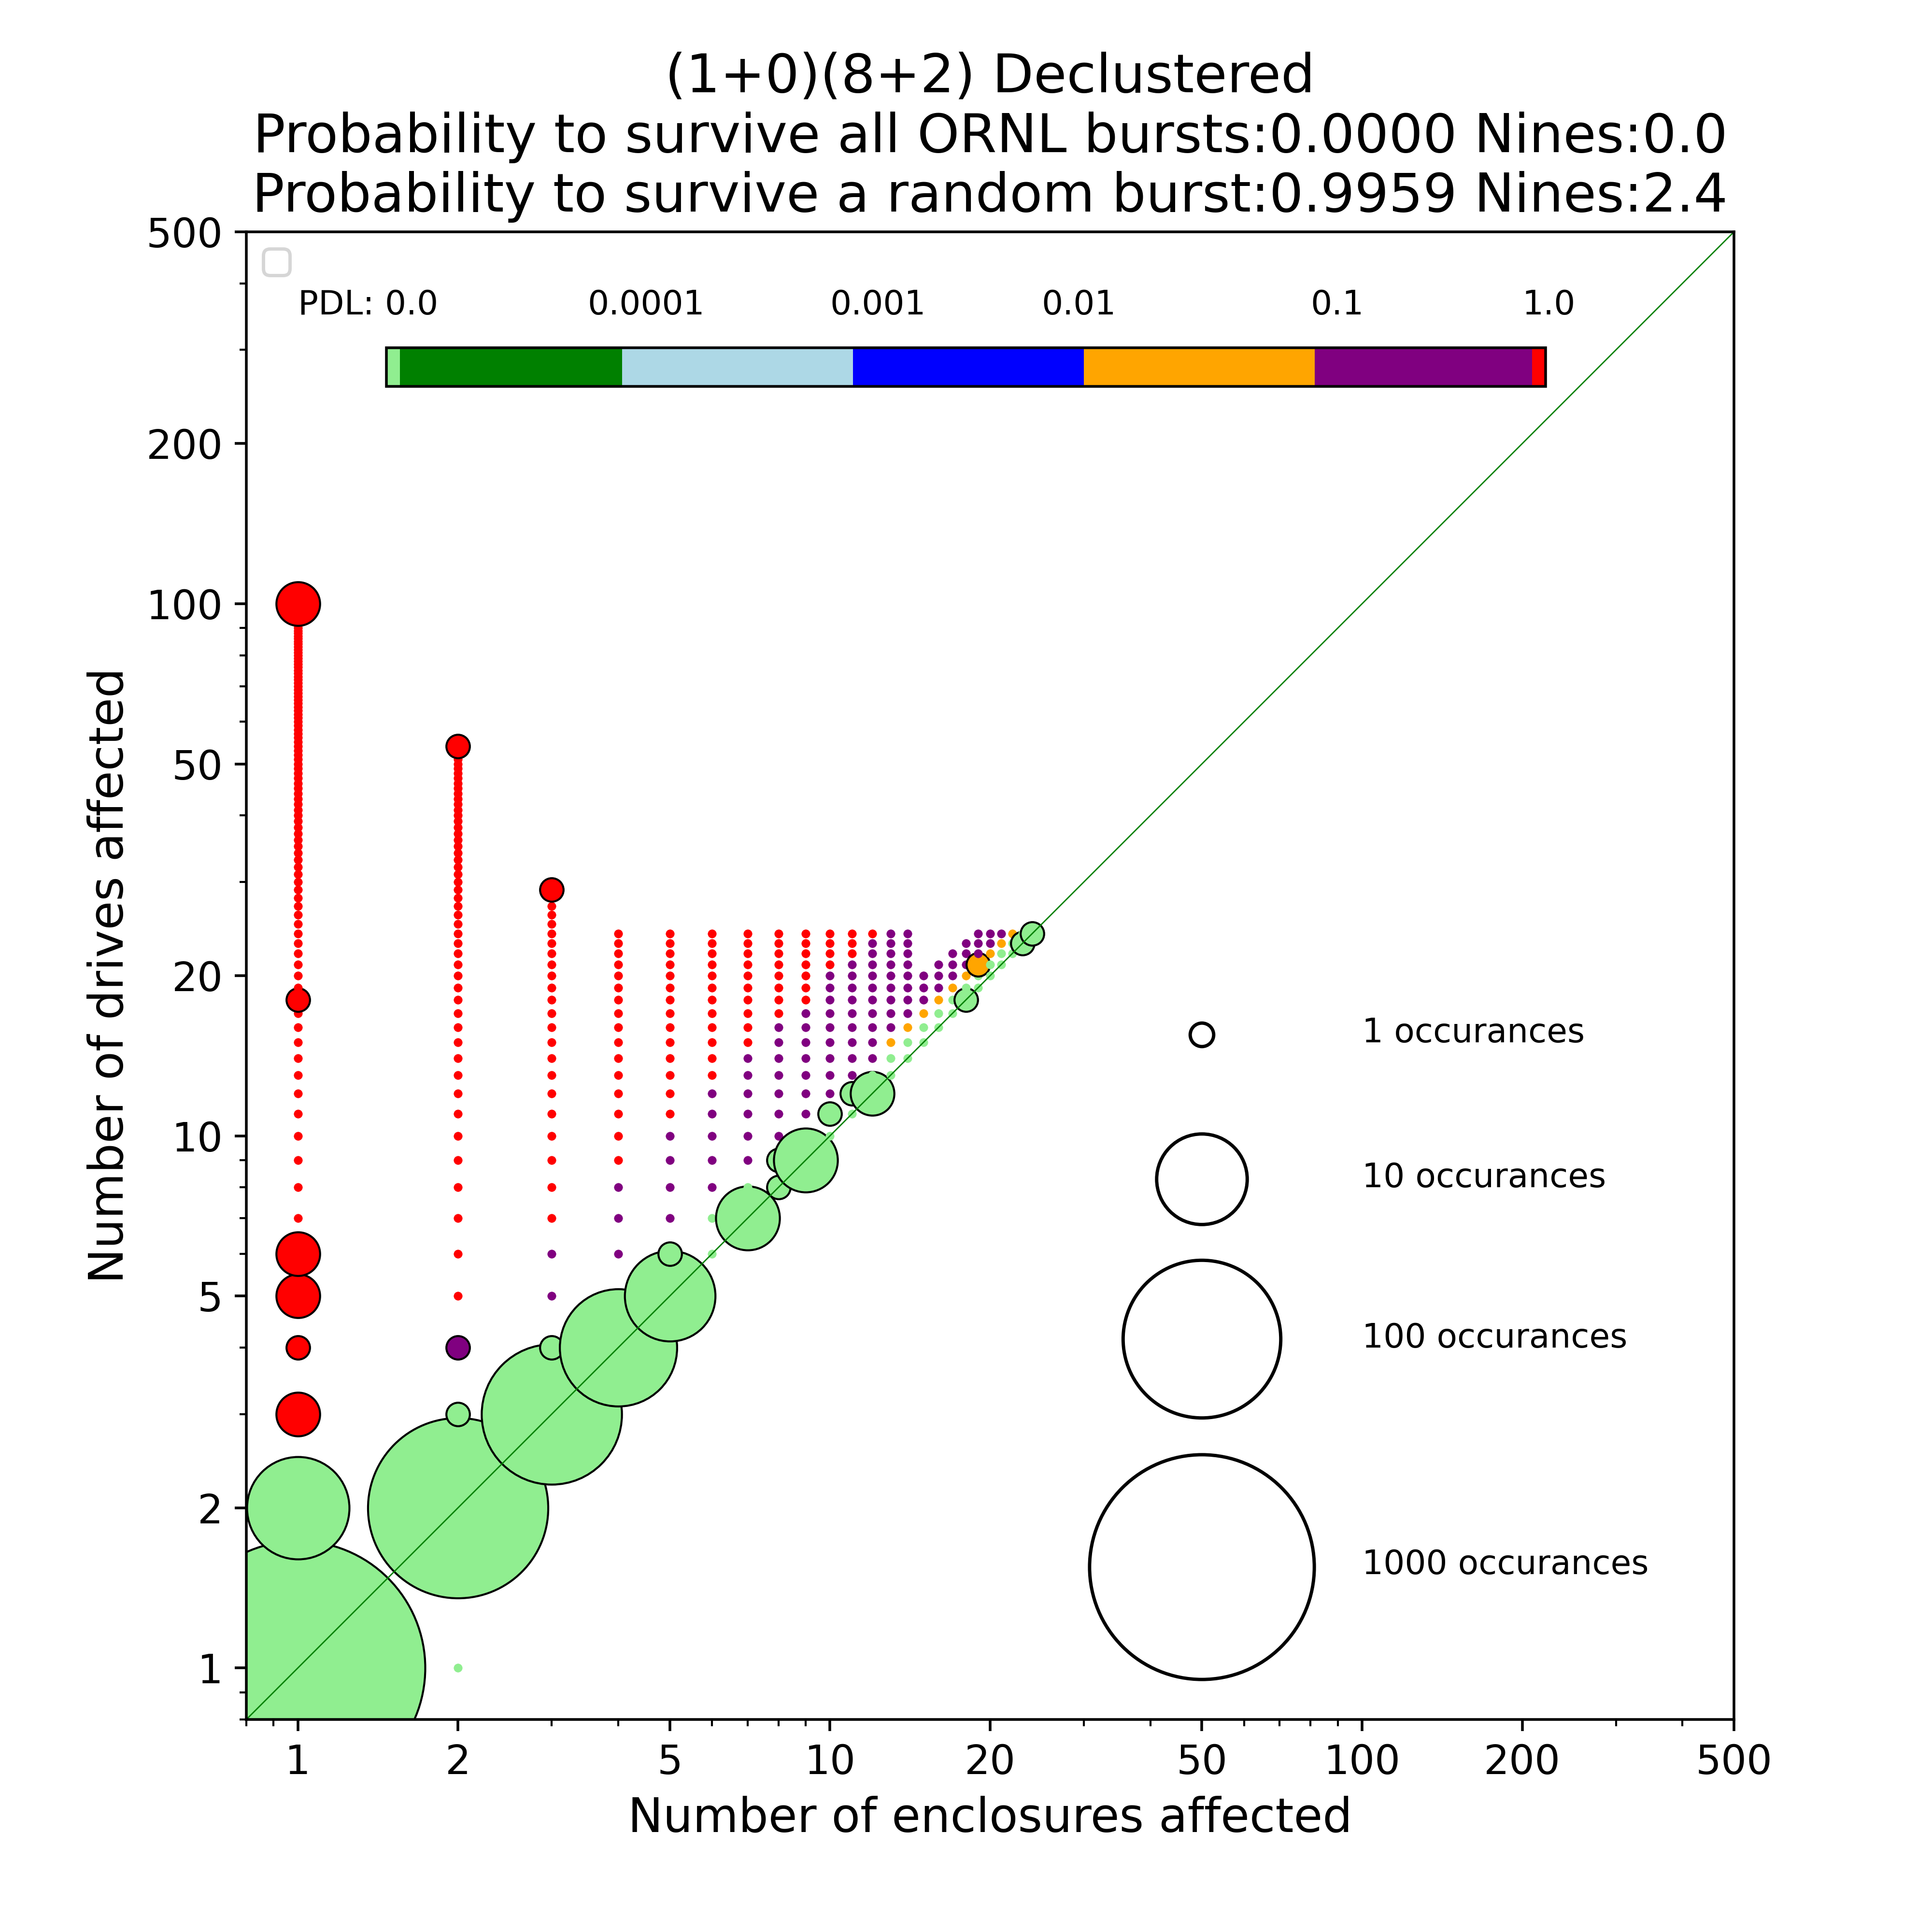 (1+0)(8+2) Declustered
Probability to survive all ORNL bursts:0.0000 Nines:0.0
Probability to survive a random burst:0.9959 Nines:2.4
500
PDL: 0.0 0.0001 0.001 0.01 0.1 1.0
200
100
50
20
10
5
2
1
Number of drives affected
1 occurances
10 occurances
100 occurances
1000 occurances
1 2 5 10 20 50 100 200 500
Number of enclosures affected